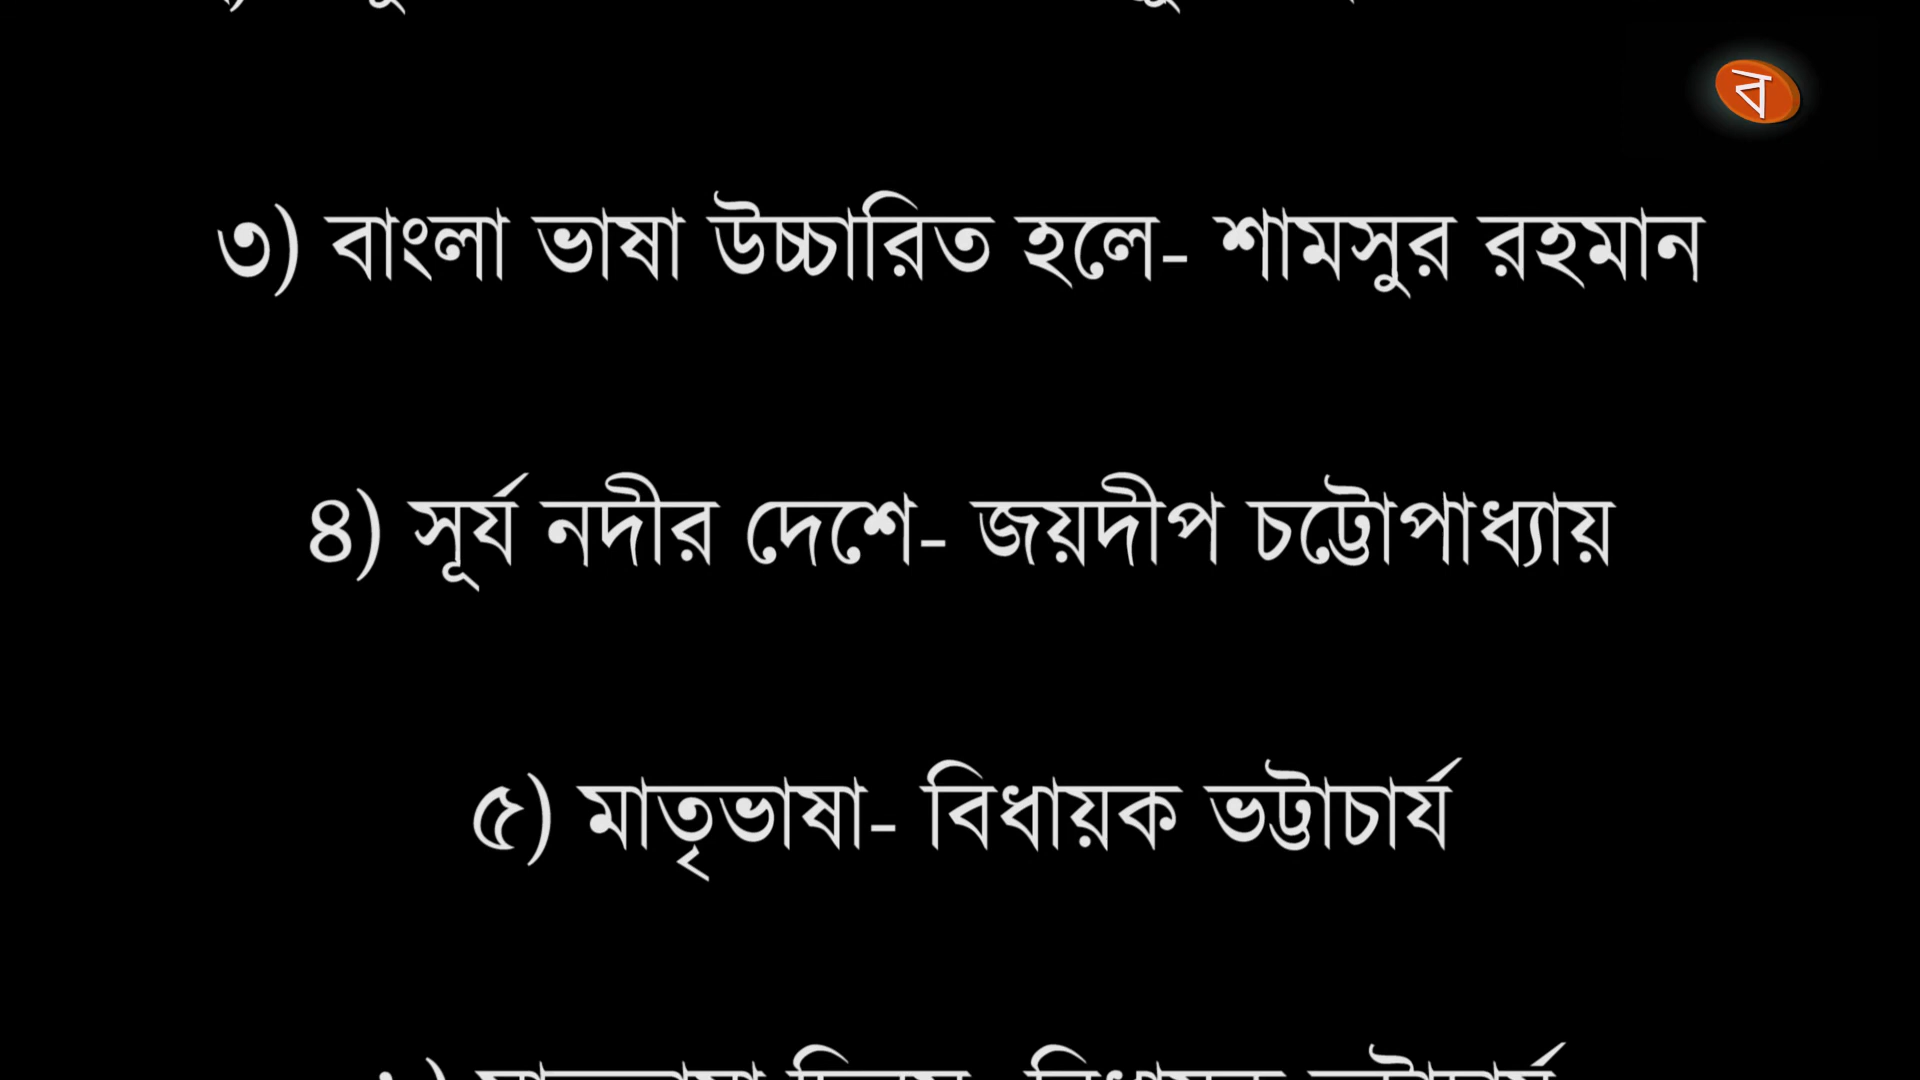 ব
৩) বাংলা ভাষা উচ্চারিত হলে- শামসুর রহমান
৪) সূর্য নদীর দেশে- জয়দীপ চট্টোপাধ্যায়
৫) মাতৃভাষা- বিধায়ক ভট্টাচার্য